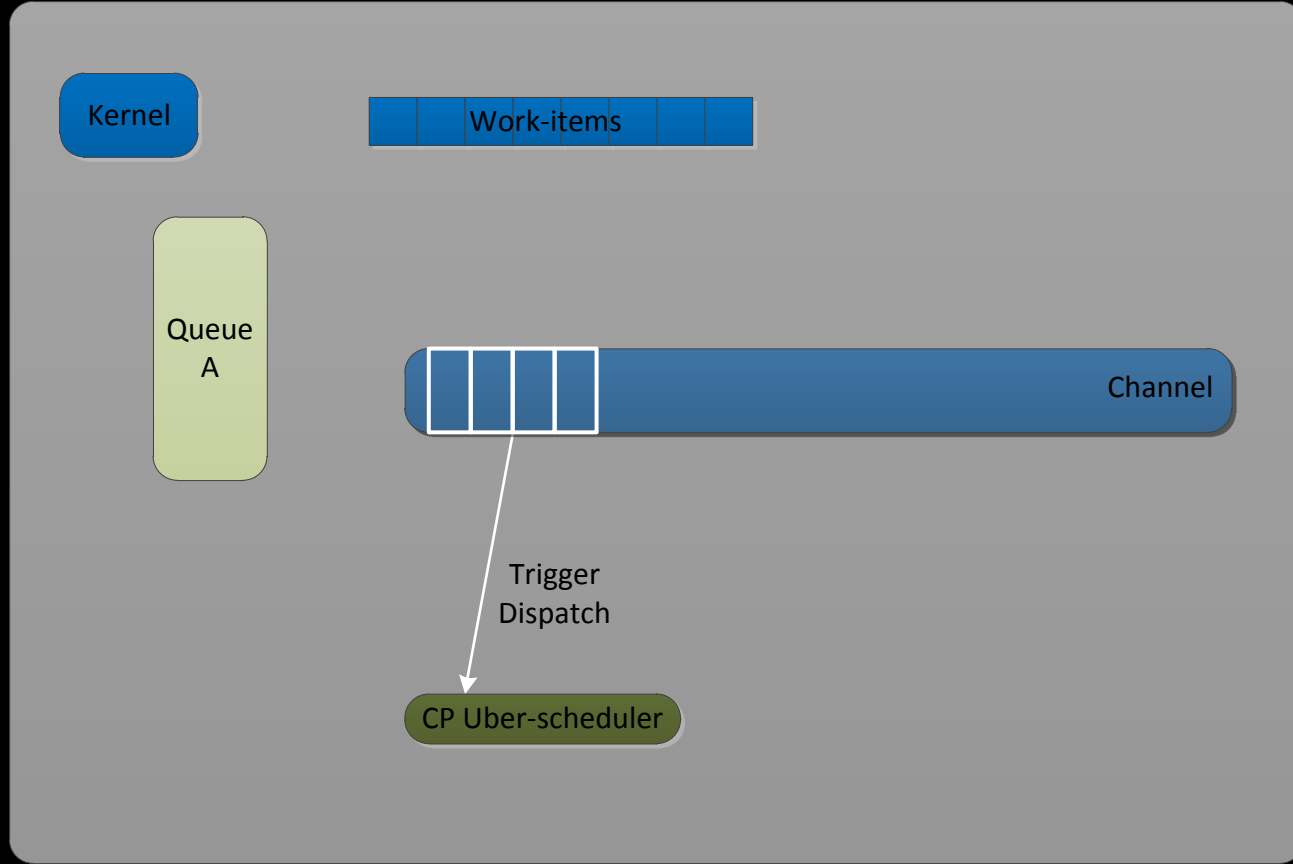 Kernel
Work-items
Queue
A
Channel
Trigger
Dispatch
CP Uber-scheduler